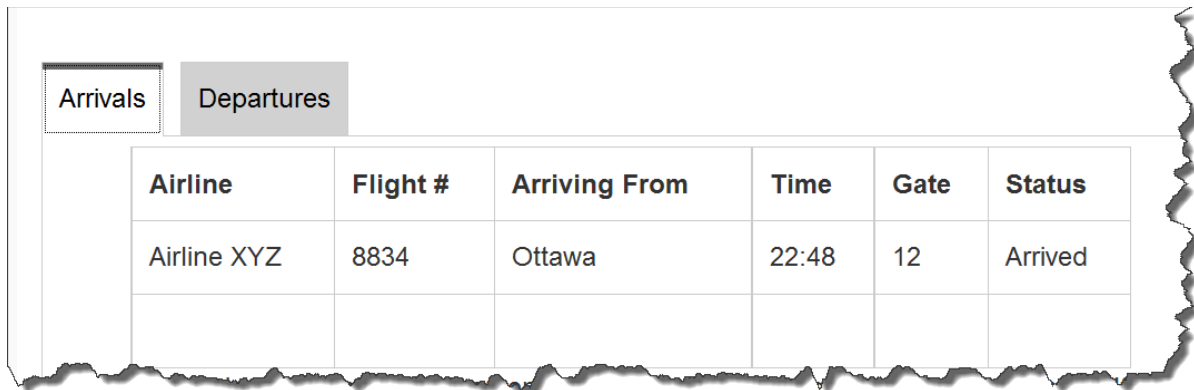 Arrivals Departures
Airline Flight # Arriving From Time Gate Status
Airline XYZ 8834 Ottawa 22:48 12 Arrived